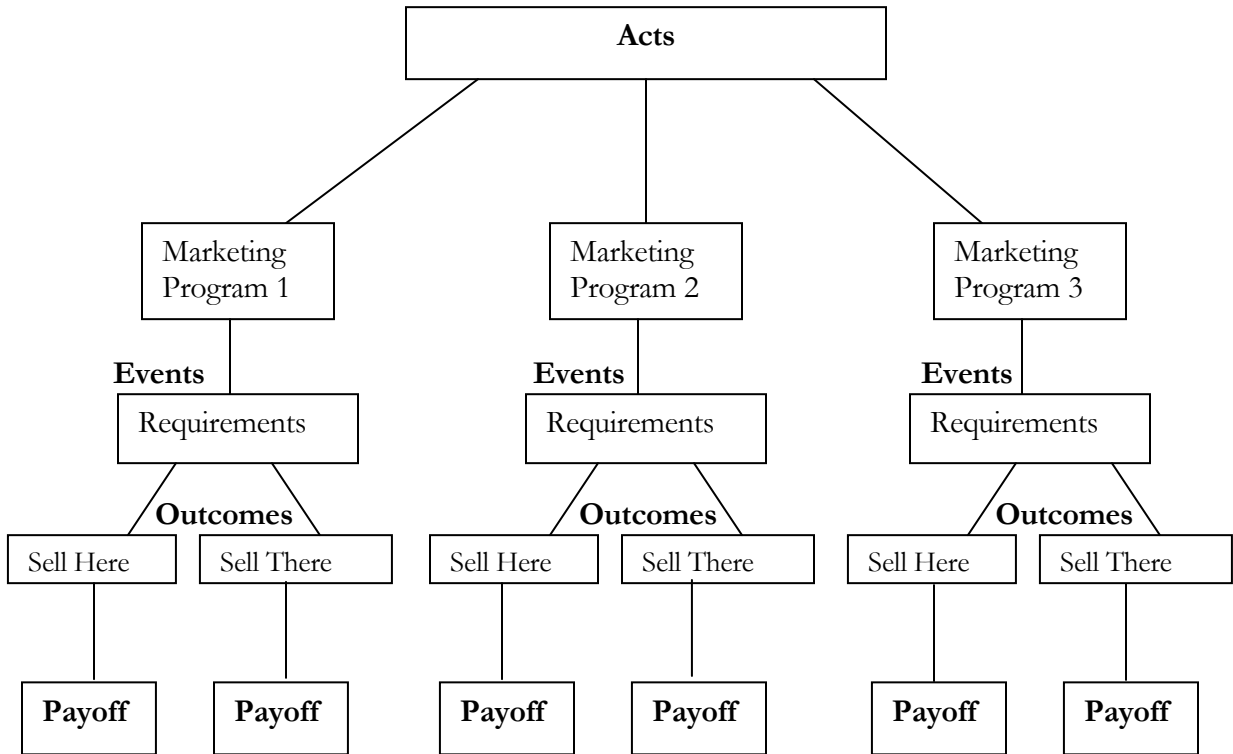 Acts
Marketing
Program 1
Marketing
Program 2
Marketing
Program 3
Events
Events
Events
Requirements
Requirements
Requirements
Outcomes
Outcomes
Outcomes
Sell Here
Sell There
Sell Here
Sell There
Sell Here
Sell There
Payoff
Payoff
Payoff
Payoff
Payoff
Payoff